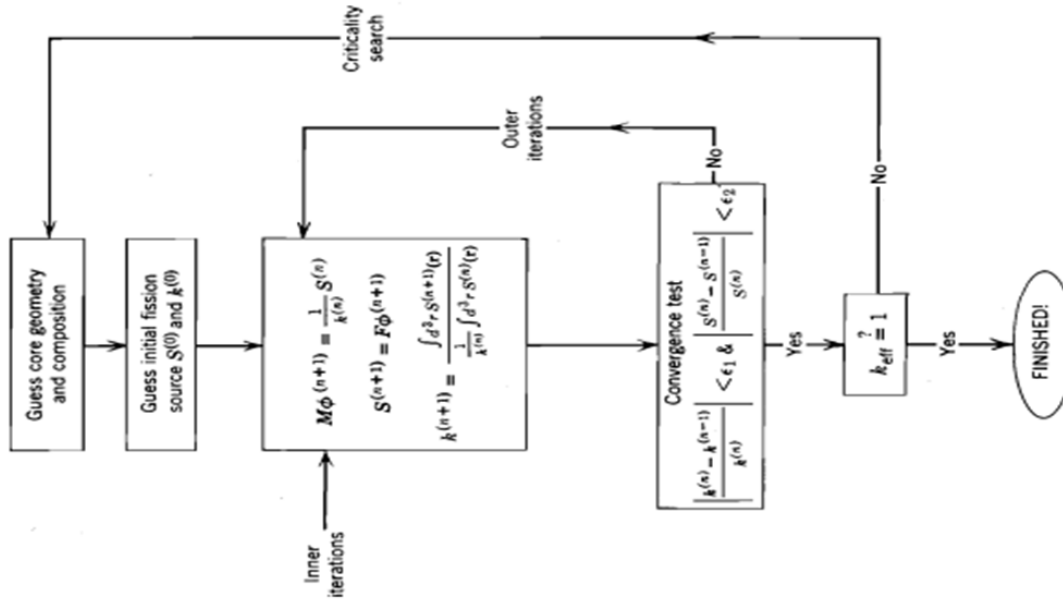 Guess core geometry
and composition
Guess initial fission
source S^(0) and k^(0)
Inner
iterations
Mϕ^(n+1) = 1/k^(n) S^(n)
S^(n+1) = Fϕ^(n+1)
k^(n+1) = ∫ d³r S^(n+1)(r) / (1/k^(n) ∫ d³r S^(n)(r))
Outer
iterations
Criticality
search
Convergence test
|k^(n) − k^(n−1) / k^(n)| < ϵ₁ & |S^(n) − S^(n−1) / S^(n)| < ϵ₂
No
Yes
k_eff ?= 1
No
Yes
FINISHED!